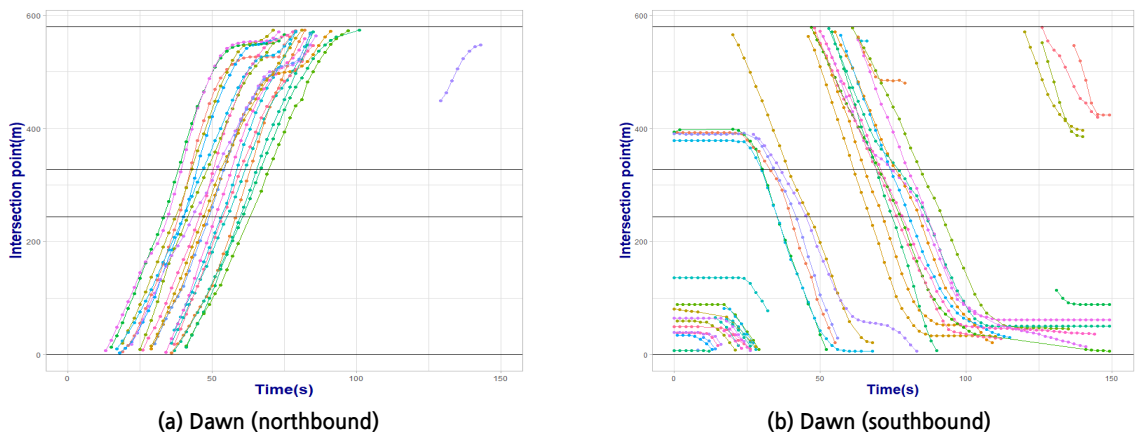 600
400
200
0
Intersection point(m)
0
50
100
150
Time(s)
(a) Dawn (northbound)
600
400
200
0
Intersection point(m)
0
50
100
150
Time(s)
(b) Dawn (southbound)